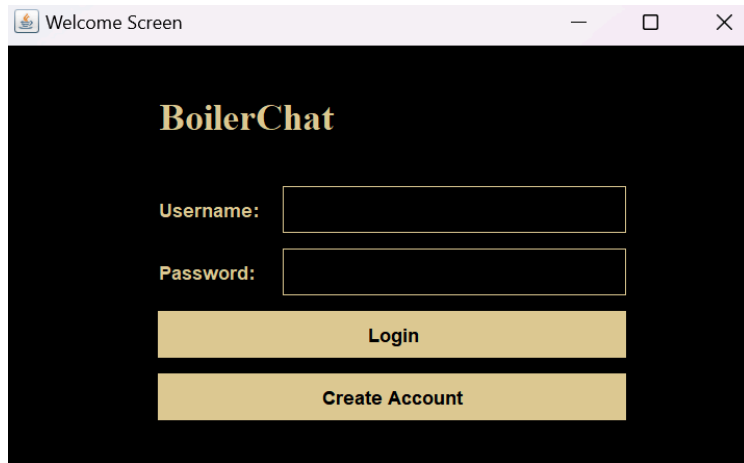 Welcome Screen
BoilerChat
Username:
Password:
Login
Create Account